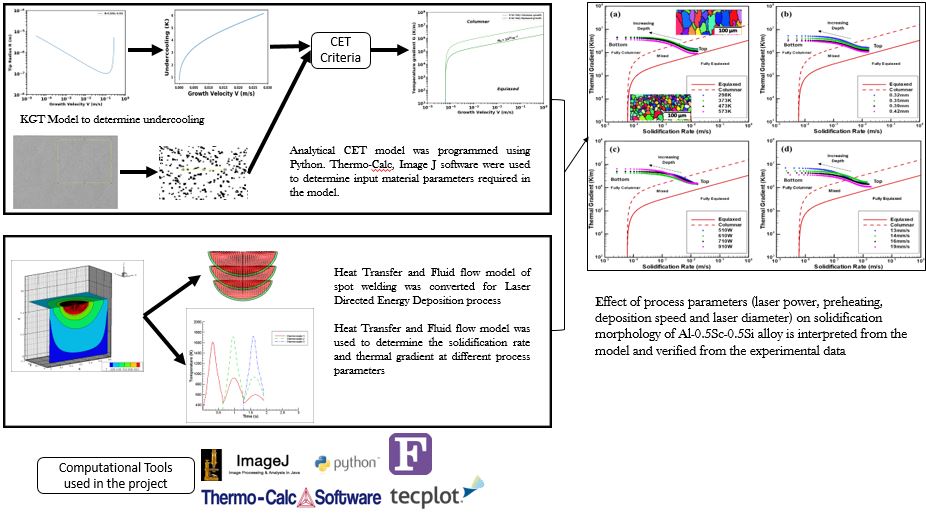 Tip Radius R (m)
Growth Velocity V (m/s)
Undercooling (K)
Growth Velocity V (m/s)
CET
Criteria
Temperature gradient G (K/m)
Columnar
Equiaxed
Growth Velocity V (m/s)
KGT Model to determine undercooling
Analytical CET model was programmed using
Python. Thermo-Calc, Image J software were used
to determine input material parameters required in
the model.
Heat Transfer and Fluid flow model of
spot welding was converted for Laser
Directed Energy Deposition process
Heat Transfer and Fluid flow model was
used to determine the solidification rate
and thermal gradient at different process
parameters
Temperature (K)
Time (s)
(a)
Increasing
Depth
100 µm
Bottom
Top
Fully Columnar
Mixed
Fully Equiaxed
100 µm
Equiaxed
Columnar
298K
373K
473K
573K
Thermal Gradient (K/m)
Solidification Rate (m/s)
(b)
Increasing
Depth
Bottom
Top
Fully Columnar
Mixed
Fully Equiaxed
Equiaxed
Columnar
0.32mm
0.35mm
0.39mm
0.42mm
Thermal Gradient (K/m)
Solidification Rate (m/s)
(c)
Increasing
Depth
Bottom
Top
Fully Columnar
Mixed
Fully Equiaxed
Equiaxed
Columnar
510W
610W
710W
810W
Thermal Gradient (K/m)
Solidification Rate (m/s)
(d)
Increasing
Depth
Bottom
Top
Fully Columnar
Mixed
Fully Equiaxed
Equiaxed
Columnar
13mm/s
14mm/s
16mm/s
19mm/s
Thermal Gradient (K/m)
Solidification Rate (m/s)
Effect of process parameters (laser power, preheating,
deposition speed and laser diameter) on solidification
morphology of Al-0.5Sc-0.5Si alloy is interpreted from the
model and verified from the experimental data
Computational Tools
used in the project
ImageJ
Image Processing & Analysis in Java
python
F
Thermo-Calc Software
tecplot.